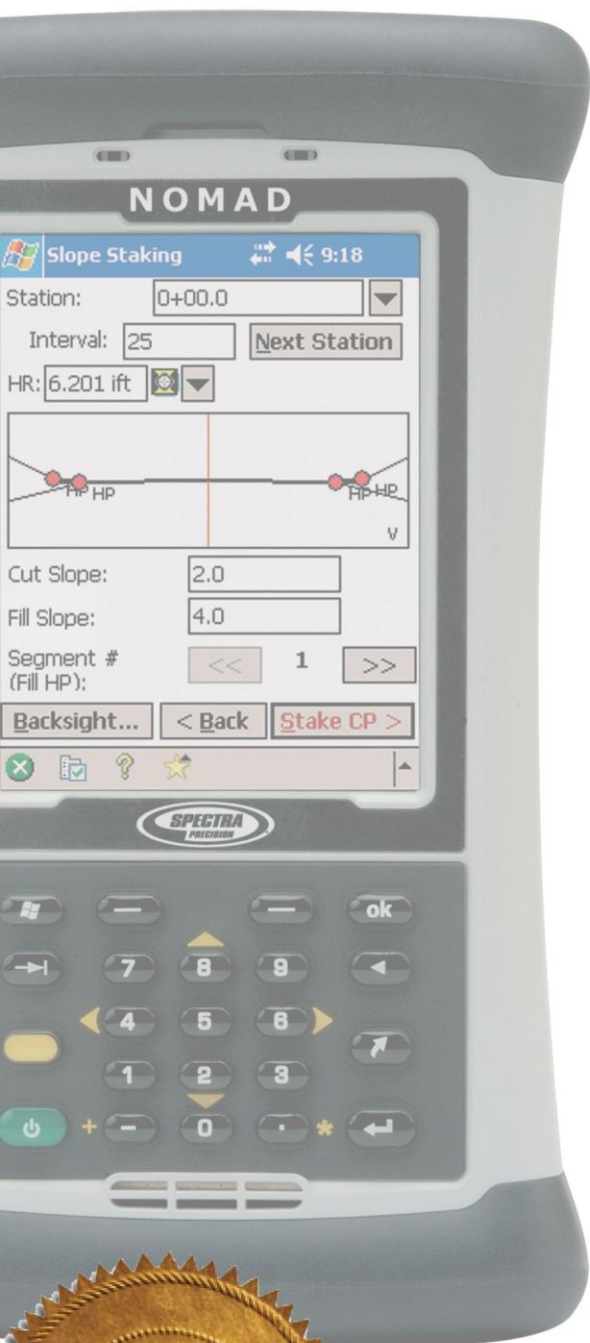 NOMAD
Slope Staking 9:18
Station: 0+00.0
Interval: 25 Next Station
HR: 6.201 ift
HP HP HP HP
V
Cut Slope: 2.0
Fill Slope: 4.0
Segment # << 1 >>
(Fill HP):
Backsight... < Back Stake CP >
?
SPECTRA
PRECISION
ok
7 8 9
4 5 6
1 2 3
+ - 0 . *